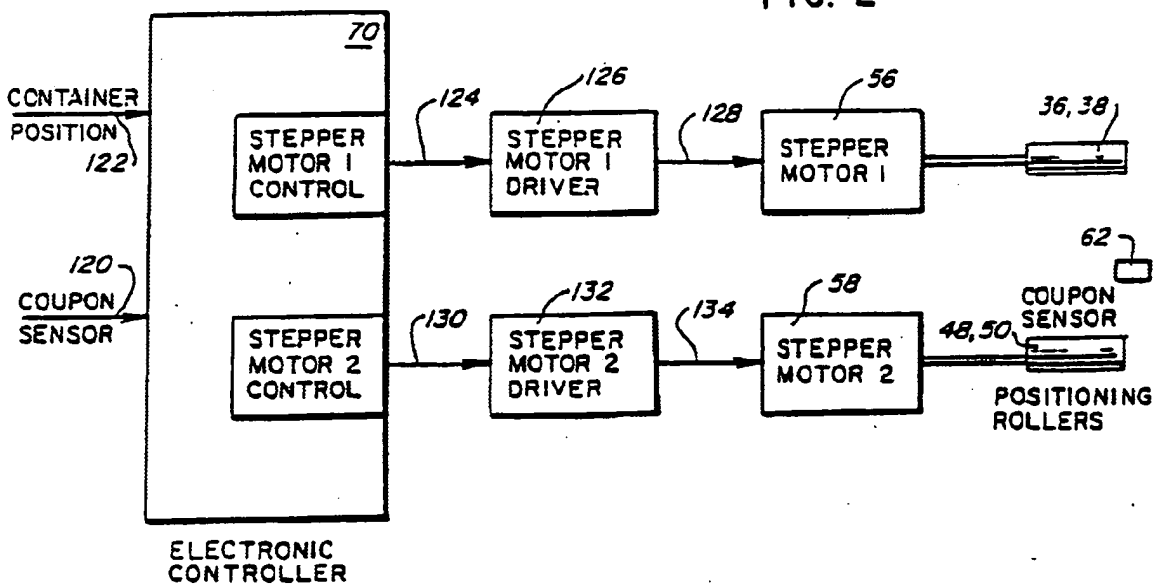 FIG. 2
70
CONTAINER
POSITION
122
120
COUPON
SENSOR
STEPPER
MOTOR 1
CONTROL
124
126
STEPPER
MOTOR 1
DRIVER
128
56
STEPPER
MOTOR 1
36, 38
STEPPER
MOTOR 2
CONTROL
130
132
STEPPER
MOTOR 2
DRIVER
134
58
STEPPER
MOTOR 2
62
COUPON
SENSOR
48, 50
POSITIONING
ROLLERS
ELECTRONIC
CONTROLLER